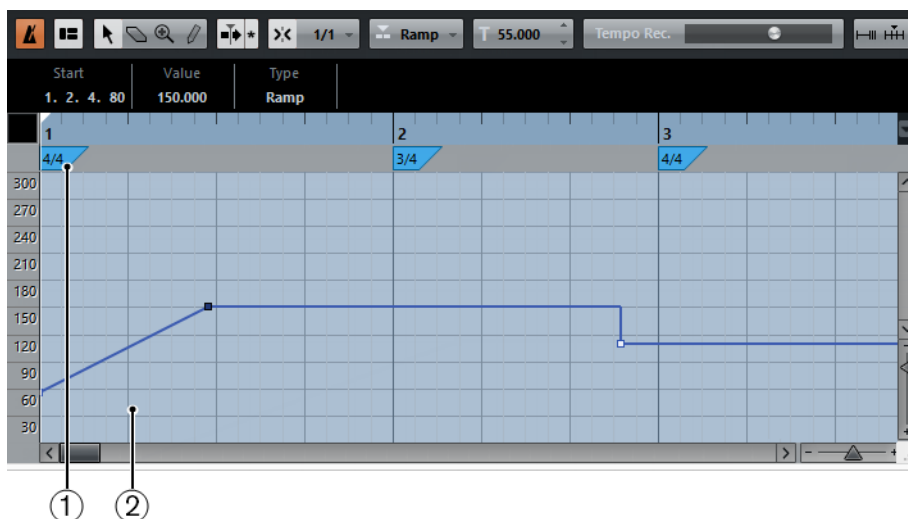 1/1 Ramp T 55.000 Tempo Rec.
Start Value Type
1. 2. 4. 80 150.000 Ramp
1 2 3
4/4 3/4 4/4
300
270
240
210
180
150
120
90
60
30
1 2